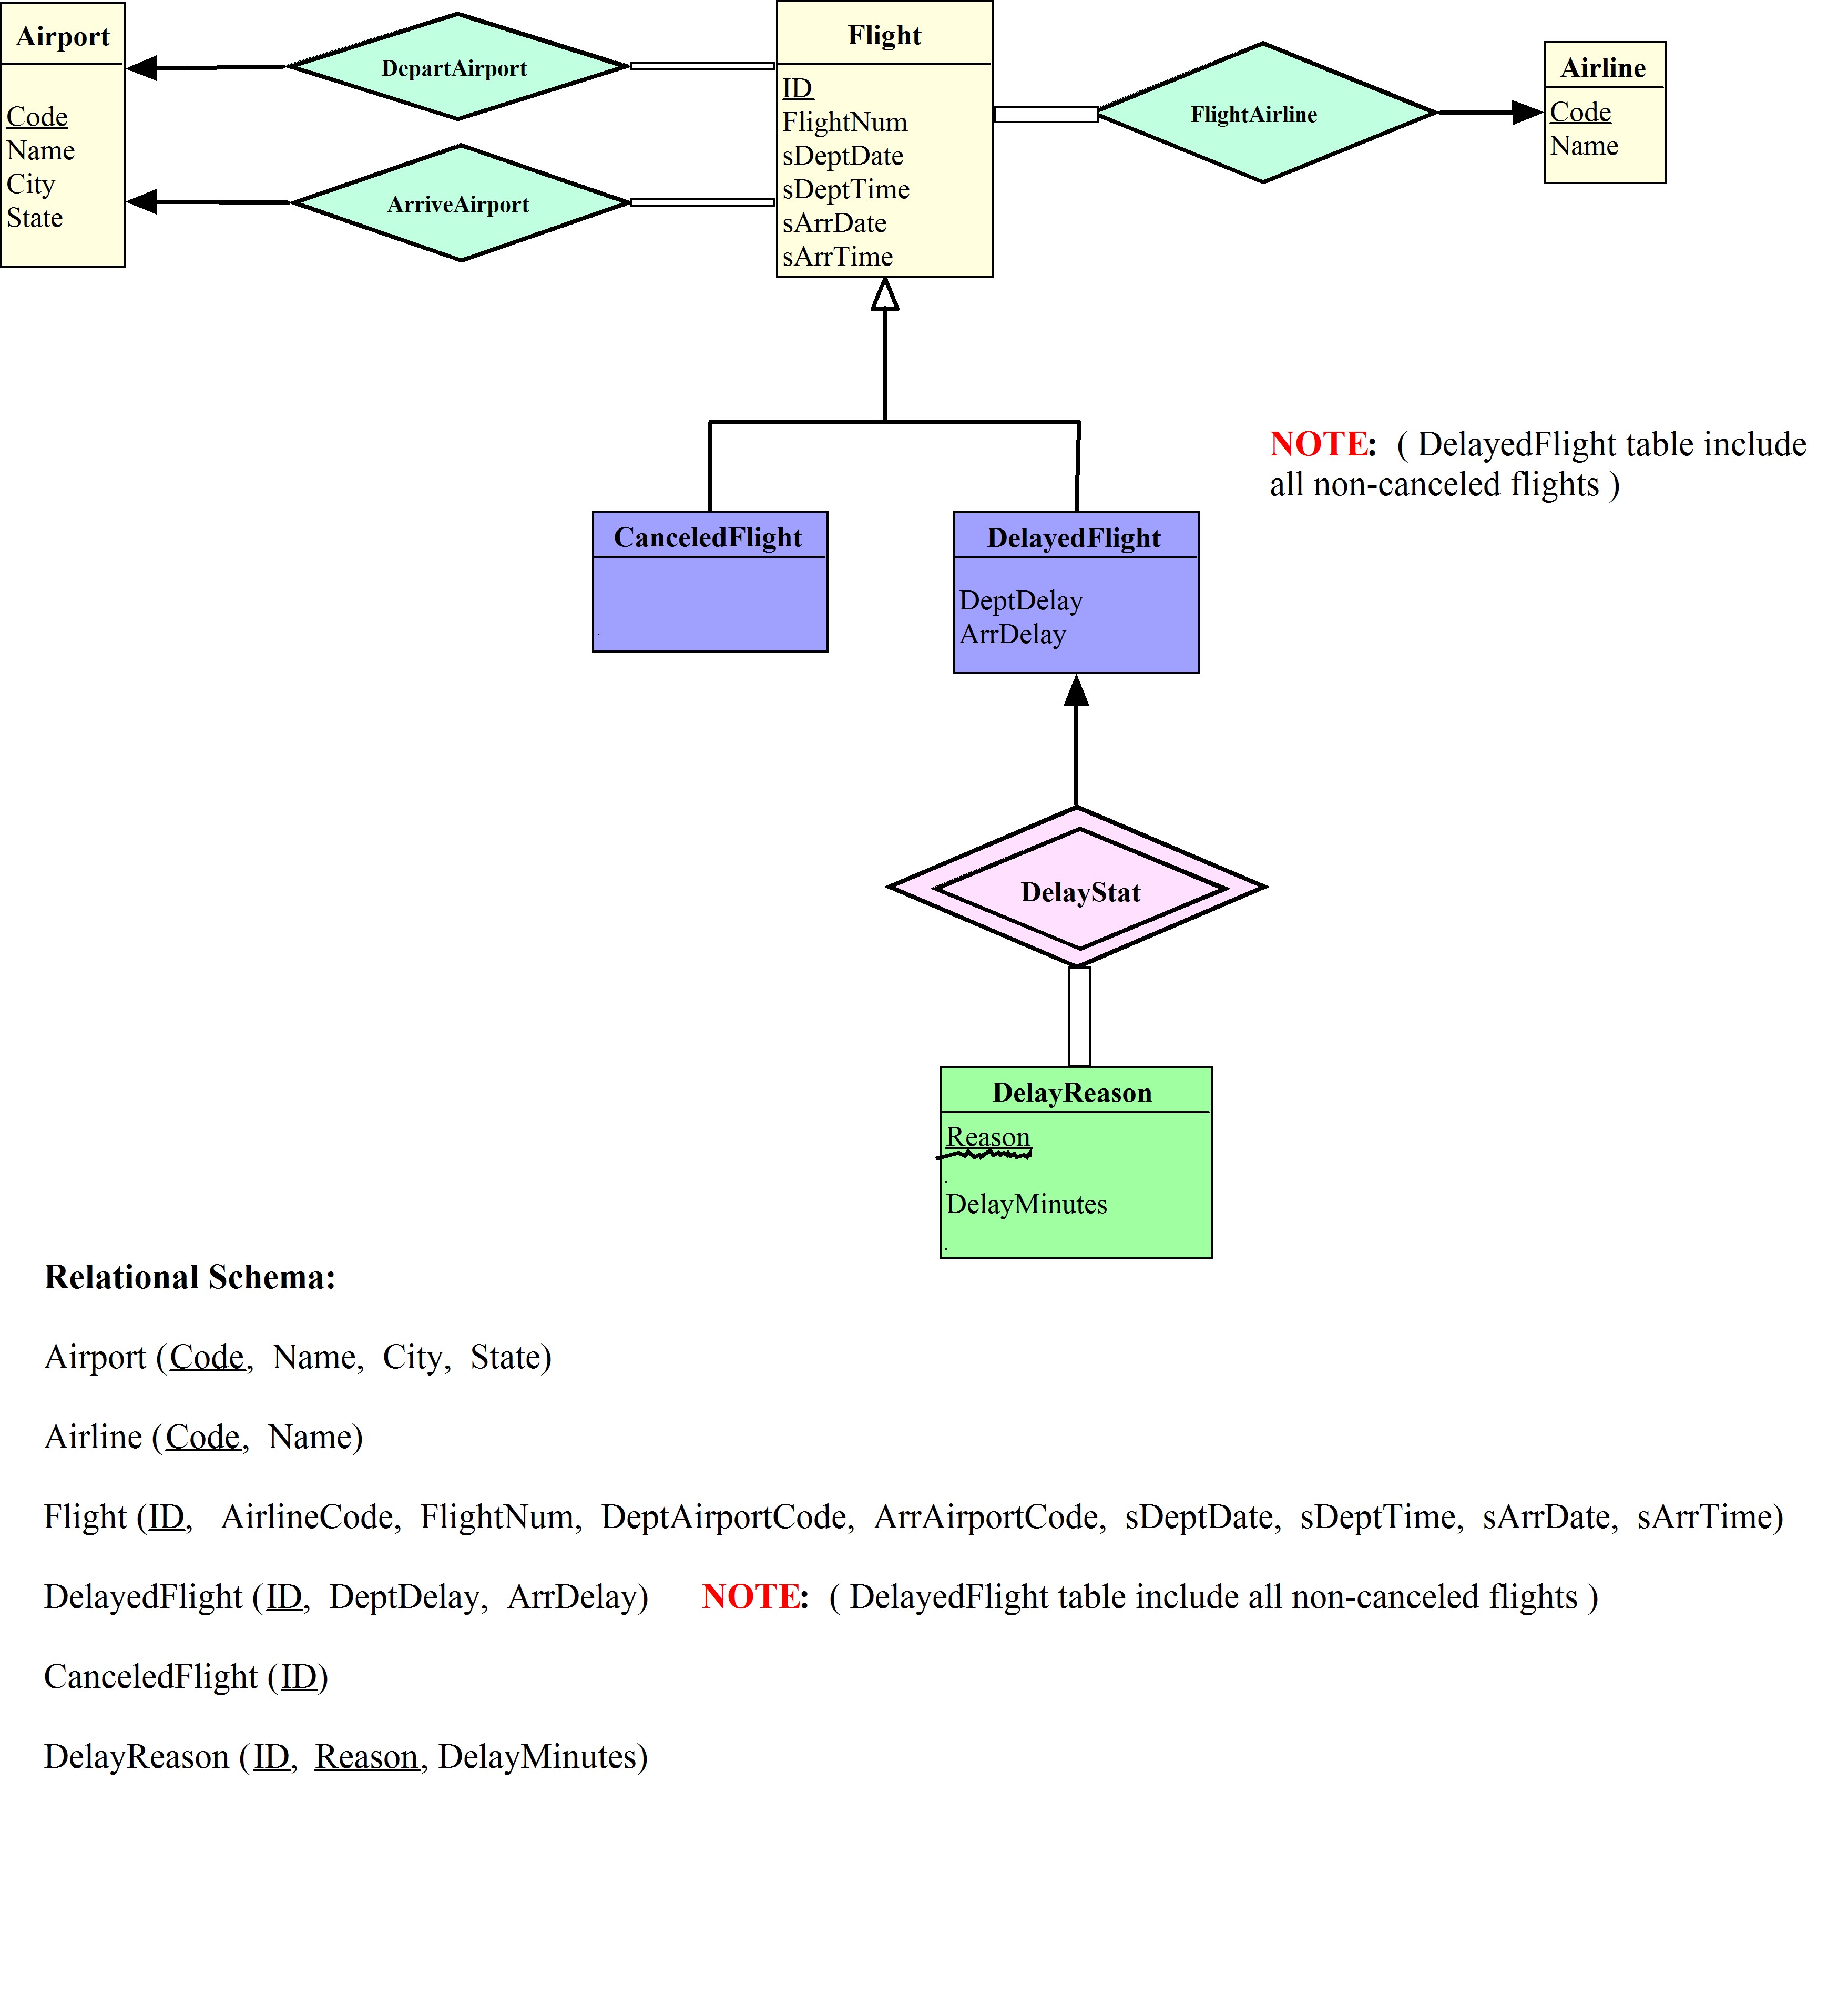 Airport
Code
Name
City
State
DepartAirport
ArriveAirport
Flight
ID
FlightNum
sDeptDate
sDeptTime
sArrDate
sArrTime
FlightAirline
Airline
Code
Name
NOTE: ( DelayedFlight table include
all non-canceled flights )
CanceledFlight
.
DelayedFlight
DeptDelay
ArrDelay
DelayStat
DelayReason
Reason
.
DelayMinutes
.
Relational Schema:
Airport (Code, Name, City, State)
Airline (Code, Name)
Flight (ID, AirlineCode, FlightNum, DeptAirportCode, ArrAirportCode, sDeptDate, sDeptTime, sArrDate, sArrTime)
DelayedFlight (ID, DeptDelay, ArrDelay) NOTE: ( DelayedFlight table include all non-canceled flights )
CanceledFlight (ID)
DelayReason (ID, Reason, DelayMinutes)